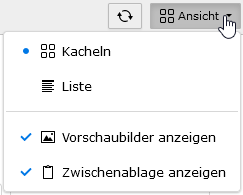 Ansicht
Kacheln
Liste
Vorschaubilder anzeigen
Zwischenablage anzeigen